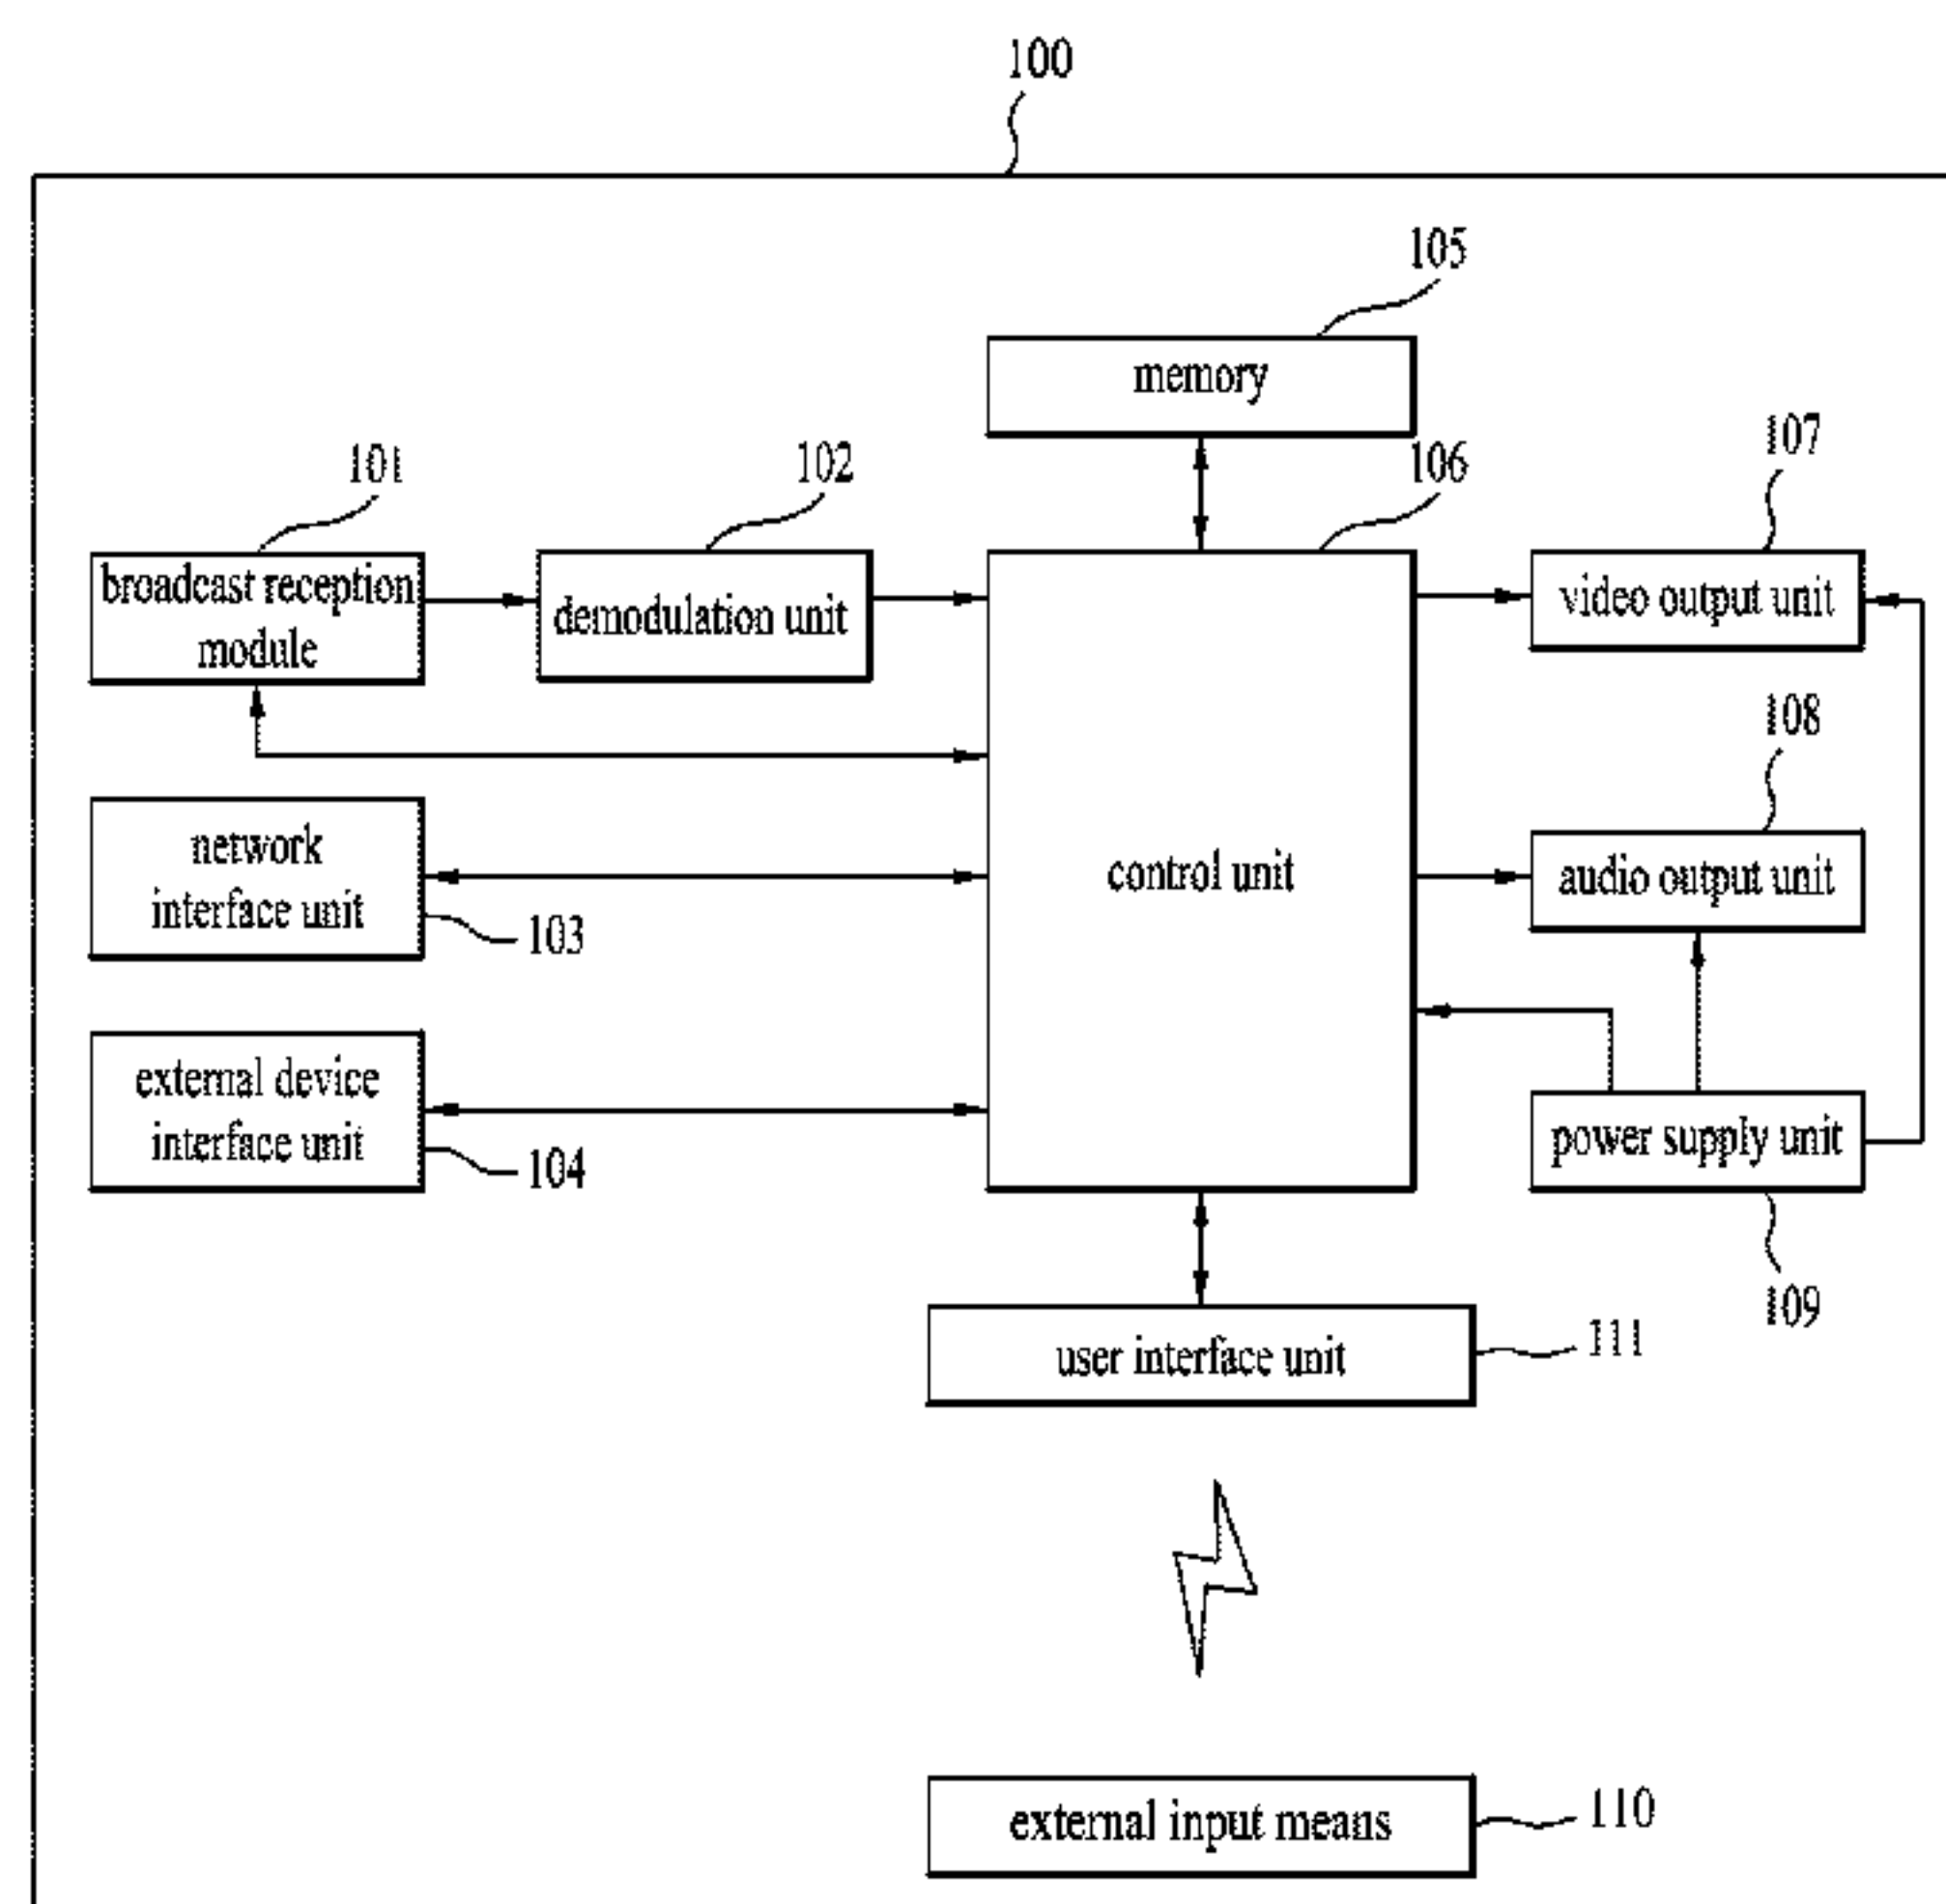 100
105
memory
101
102
106
107
broadcast reception
module
demodulation unit
video output unit
108
network
interface unit
103
control unit
audio output unit
external device
interface unit
104
power supply unit
109
user interface unit
111
external input means
110